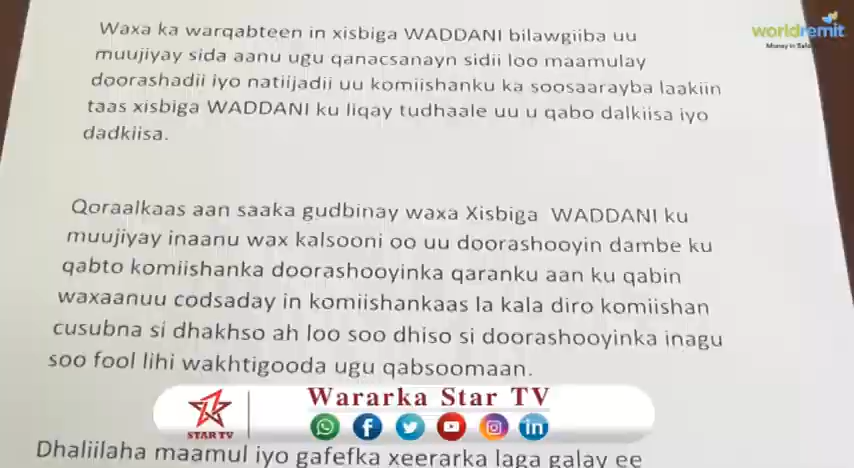 Waxa ka warqabteen in xisbiga WADDANI bilawgiiba uu
muujiyay sida aanu ugu qanacsanayn sidii loo maamulay
doorashadii iyo natiijadii uu komiishanku ka soosaarayba laakiin
taas xisbiga WADDANI ku liqay tudhaale uu u qabo dalkiisa iyo
dadkiisa.
Qoraalkaas aan saaka gudbinay waxa Xisbiga WADDANI ku
muujiyay inaanu wax kalsooni oo uu doorashooyin dambe ku
qabto komiishanka doorashooyinka qaranku aan ku qabin
waxaanuu codsaday in komiishankaas la kala diro komiishan
cusubna si dhakhso ah loo soo dhiso si doorashooyinka inagu
soo fool lihi wakhtigooda ugu qabsoomaan.
Dhaliilaha maamul iyo gafefka xeerarka laga galay ee
worldremit
Money in
STAR TV
Wararka Star TV